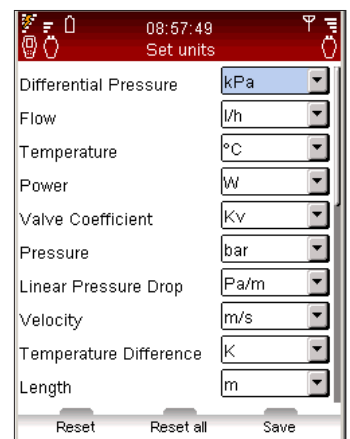 08:57:49
Set units
Differential Pressure kPa
Flow l/h
Temperature °C
Power W
Valve Coefficient Kv
Pressure bar
Linear Pressure Drop Pa/m
Velocity m/s
Temperature Difference K
Length m
Reset Reset all Save